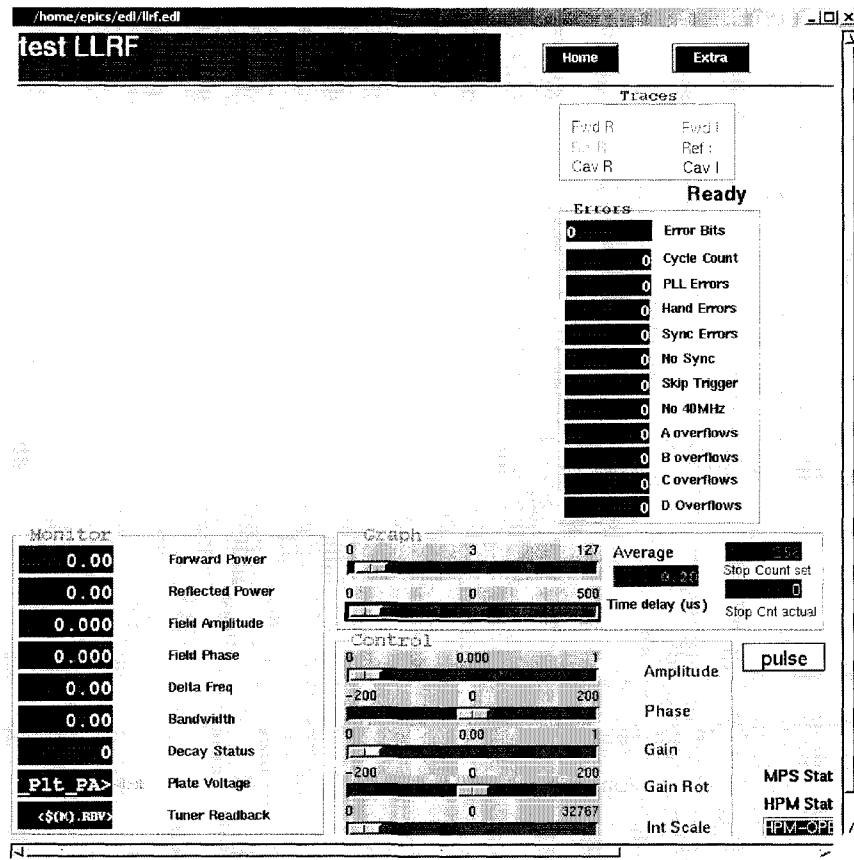 /home/epics/edl/llrf.edl
test LLRF
Home
Extra
Traces
Fwd R Fwd I
Ref
Cav R Cav I
Ready
Errors
0 Error Bits
0 Cycle Count
0 PLL Errors
0 Hand Errors
0 Sync Errors
0 No Sync
0 Skip Trigger
0 No 40MHz
0 A overflows
0 B overflows
0 C overflows
0 D Overflows
Monitor
0.00 Forward Power
0.00 Reflected Power
0.000 Field Amplitude
0.000 Field Phase
0.00 Delta Freq
0.00 Bandwidth
0 Decay Status
_Plt_PA> Plate Voltage
<$(M).RBV> Tuner Readback
Graph
0 3 127
0 0 500
Average
0.20
Time delay (us)
Stop Count set
0
Stop Cnt actual
Control
0 0.000 1 Amplitude
-200 0 200 Phase
0 0.00 1 Gain
-200 0 200 Gain Rot
0 0 32767 Int Scale
pulse
MPS Stat
HPM Stat
HPM-OPE